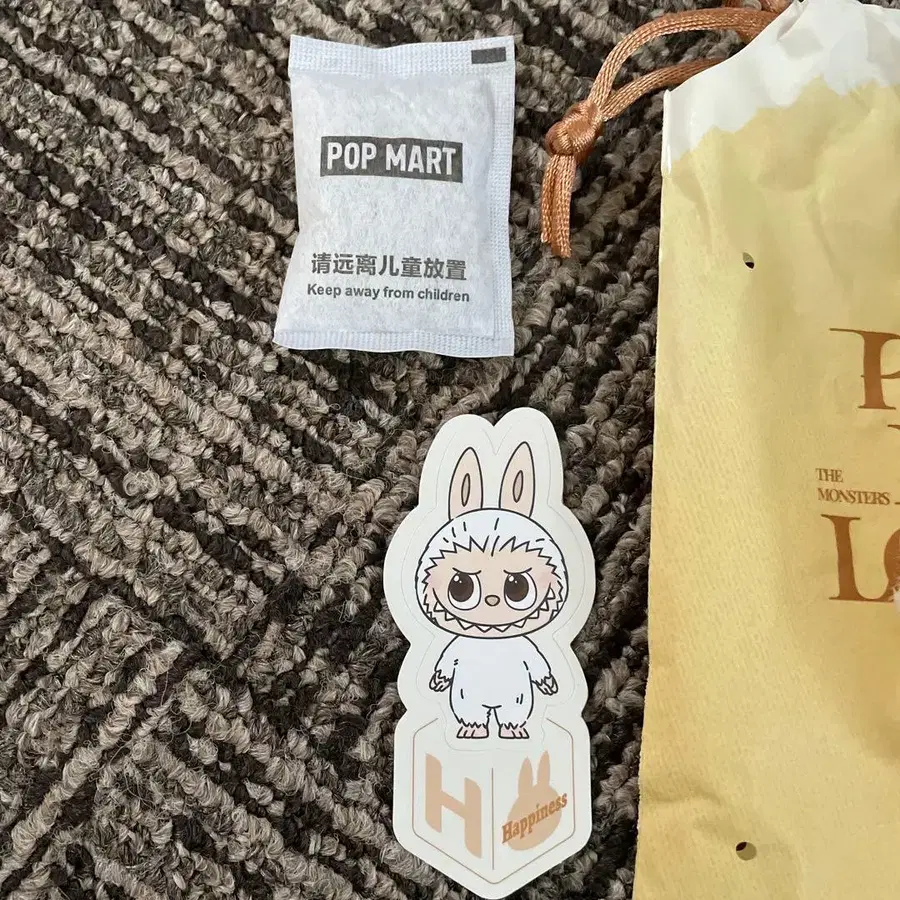 POP MART
请远离儿童放置
Keep away from children
THE
MONSTERS
H
Happiness